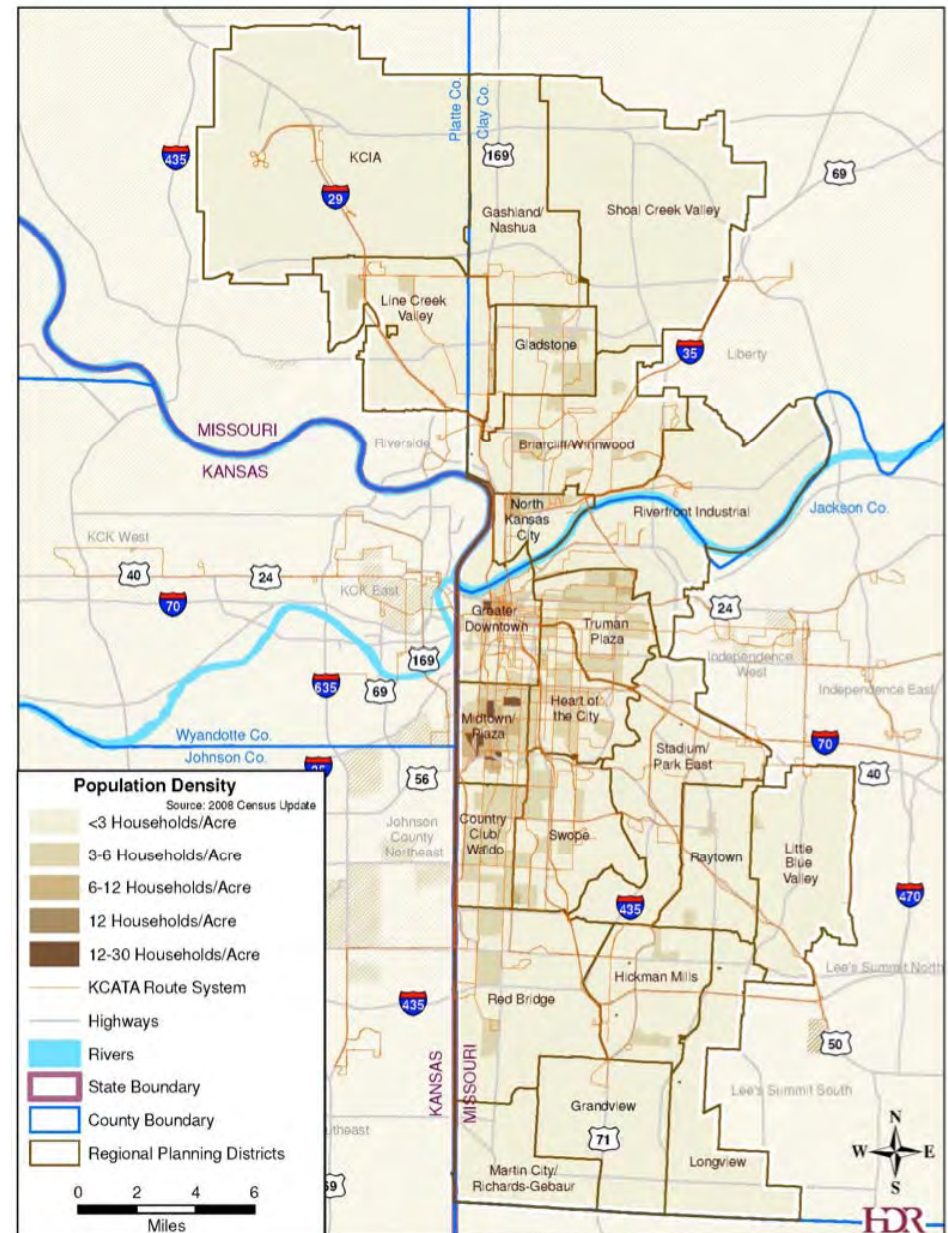 Platte Co.
Clay Co.
435
KCIA
169
69
29
Gashland/
Nashua
Shoal Creek Valley
Line Creek
Valley
Gladstone
35
Liberty
MISSOURI
KANSAS
Riverside
Briarcliff/Winnwood
North
Kansas
City
Riverfront Industrial
Jackson Co.
KCK West
40
24
70
KCK East
Greater
Downtown
Truman
Plaza
24
169
Independence
West
635
69
Independence East
Midtown/
Plaza
Heart of
the City
Wyandotte Co.
Johnson Co.
35
56
Stadium/
Park East
70
40
Population Density
Source: 2008 Census Update
<3 Households/Acre
3-6 Households/Acre
6-12 Households/Acre
12 Households/Acre
12-30 Households/Acre
KCATA Route System
Highways
Rivers
State Boundary
County Boundary
Regional Planning Districts
0 2 4 6
Miles
Johnson
County
Northeast
Country
Club/
Waldo
Swope
Raytown
Little
Blue
Valley
435
470
Lee's Summit North
Hickman Mills
Red Bridge
435
50
KANSAS
MISSOURI
Lee's Summit South
Grandview
71
utheast
Longview
Martin City/
Richards-Gebaur
69
N
W E
S
HDR